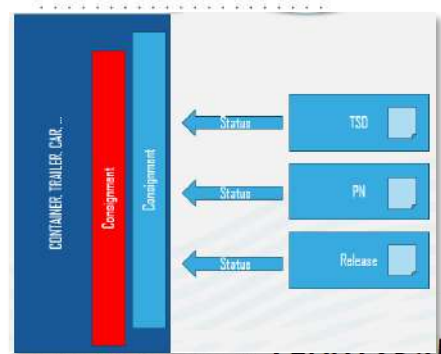 CONTAINER, TRAILER, CAR, ...
Consignment
Consignment
Status
TSD
Status
PN
Status
Release